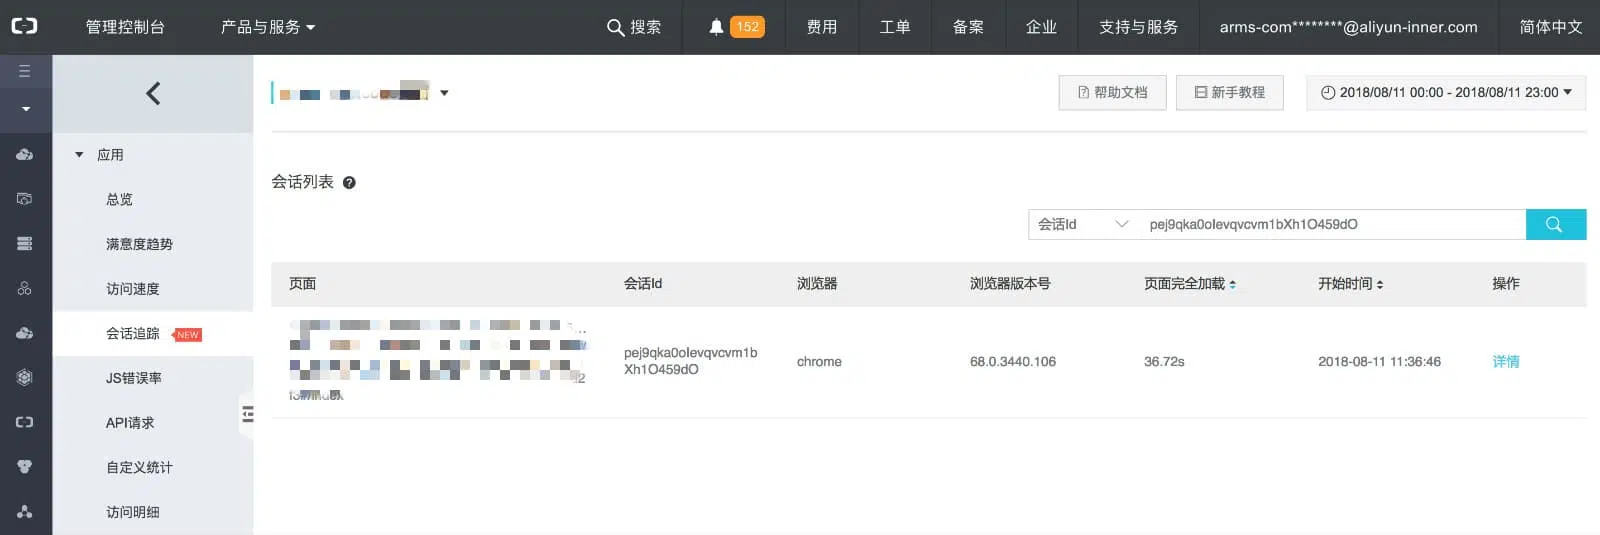 管理控制台 产品与服务 搜索 152 费用 工单 备案 企业 支持与服务 arms-com********@aliyun-inner.com 简体中文
帮助文档 新手教程 2018/08/11 00:00 - 2018/08/11 23:00
应用
总览
满意度趋势
访问速度
会话追踪 NEW
JS错误率
API请求
自定义统计
访问明细
会话列表
会话Id pej9qka0oIevqvcvm1bXh1O459dO
页面 会话Id 浏览器 浏览器版本号 页面完全加载 开始时间 操作
pej9qka0oIevqvcvm1b
Xh1O459dO
chrome 68.0.3440.106 36.72s 2018-08-11 11:36:46 详情